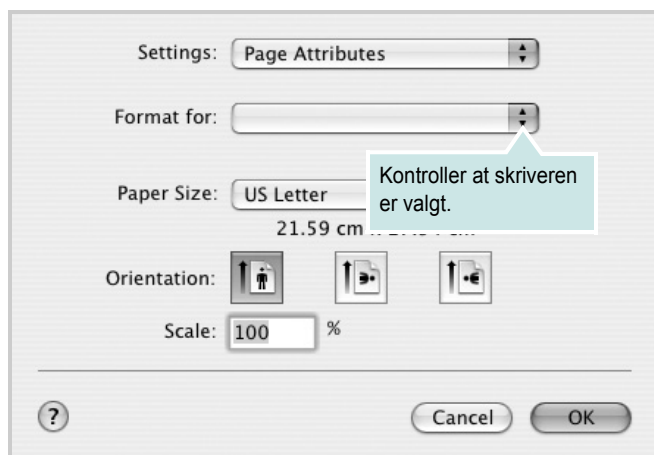 Settings: Page Attributes
Format for:
Kontroller at skriveren
er valgt.
Paper Size: US Letter
21.59 cm
Orientation:
Scale: 100 %
? Cancel OK